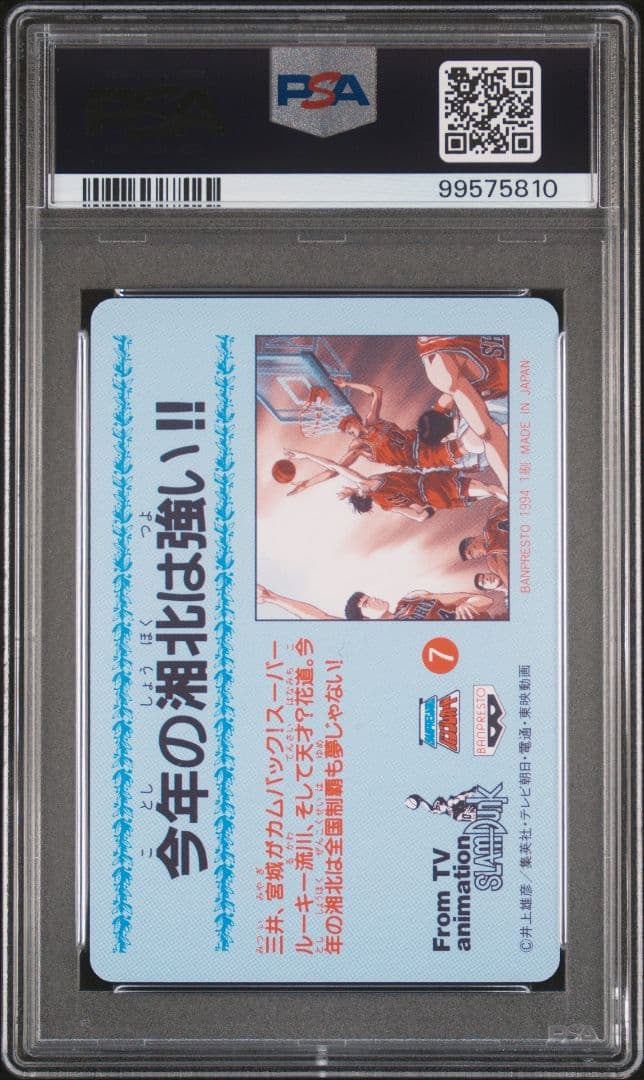 PSA
99575810
今年の湘北は強い!!
三井、宮城がカムバック!スーパー
ルーキー流川、そして天才?花道。今
年の湘北は全国制覇も夢じゃない!
7
BANPRESTO
From TV
animation
SLAM DUNK
©井上雄彦/集英社・テレビ朝日・電通・東映動画
BANPRESTO 1994 1刷 MADE IN JAPAN
PSA